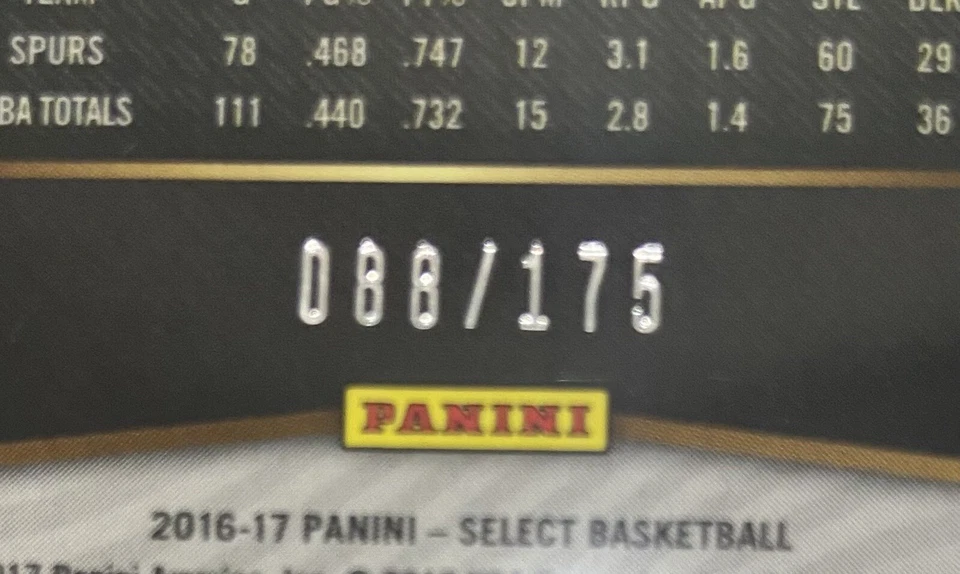 SPURS 78 .468 .747 12 3.1 1.6 60 29
BA TOTALS 111 .440 .732 15 2.8 1.4 75 36
088/175
PANINI
2016-17 PANINI – SELECT BASKETBALL